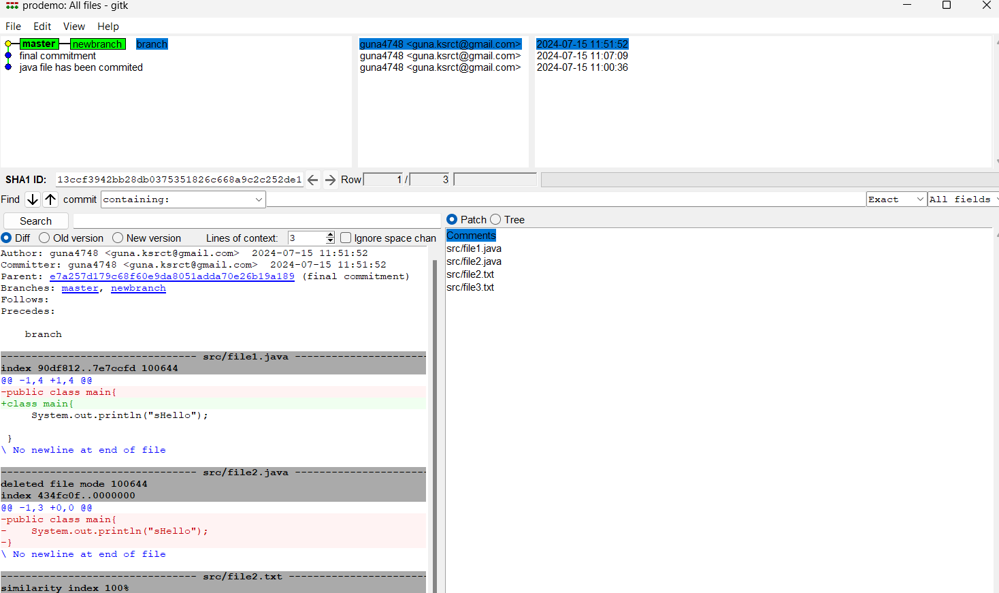 prodemo: All files - gitk
File Edit View Help
master newbranch branch guna4748 <guna.ksrct@gmail.com> 2024-07-15 11:51:52
final commitment guna4748 <guna.ksrct@gmail.com> 2024-07-15 11:07:09
java file has been commited guna4748 <guna.ksrct@gmail.com> 2024-07-15 11:00:36
SHA1 ID: 13ccf3942bb28db0375351826c668a9c2c252de1 Row 1 / 3
Find commit containing: Exact All fields
Search
Patch Tree
Diff Old version New version Lines of context: 3 Ignore space chan
Author: guna4748 <guna.ksrct@gmail.com> 2024-07-15 11:51:52
Committer: guna4748 <guna.ksrct@gmail.com> 2024-07-15 11:51:52
Parent: e7a257d179c68f60e9da8051adda70e26b19a189 (final commitment)
Branches: master, newbranch
Follows:
Precedes:
branch
------------------------------- src/file1.java ---------------------
index 90df812..7e7ccfd 100644
@@ -1,4 +1,4 @@
-public class main{
+class main{
System.out.println("sHello");
}
\ No newline at end of file
------------------------------- src/file2.java ---------------------
deleted file mode 100644
index 434fc0f..0000000
@@ -1,3 +0,0 @@
-public class main{
-    System.out.println("sHello");
-}
\ No newline at end of file
------------------------------- src/file2.txt ----------------------
similarity index 100%
Comments
src/file1.java
src/file2.java
src/file2.txt
src/file3.txt